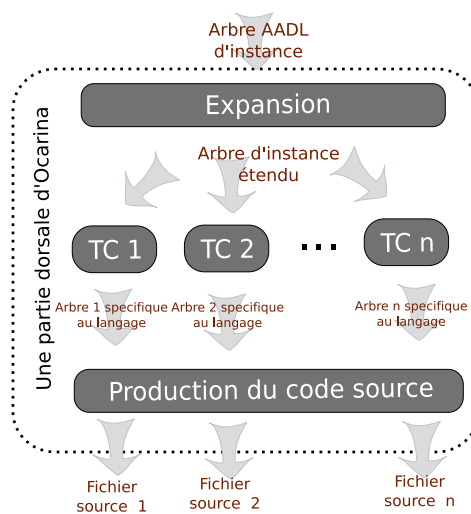 Arbre AADL
d'instance
Une partie dorsale d'Ocarina
Expansion
Arbre d'instance
étendu
TC 1
TC 2
...
TC n
Arbre 1 specifique
au langage
Arbre 2 specifique
au langage
Arbre n specifique
au langage
Production du code source
Fichier
source 1
Fichier
source 2
Fichier
source n